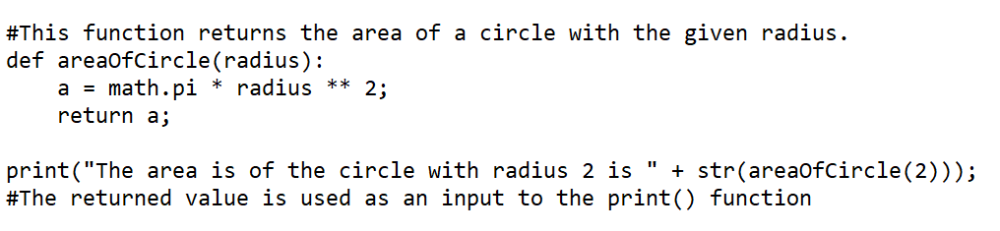 #This function returns the area of a circle with the given radius.
def areaOfCircle(radius):
    a = math.pi * radius ** 2;
    return a;

print("The area is of the circle with radius 2 is " + str(areaOfCircle(2)));
#The returned value is used as an input to the print() function